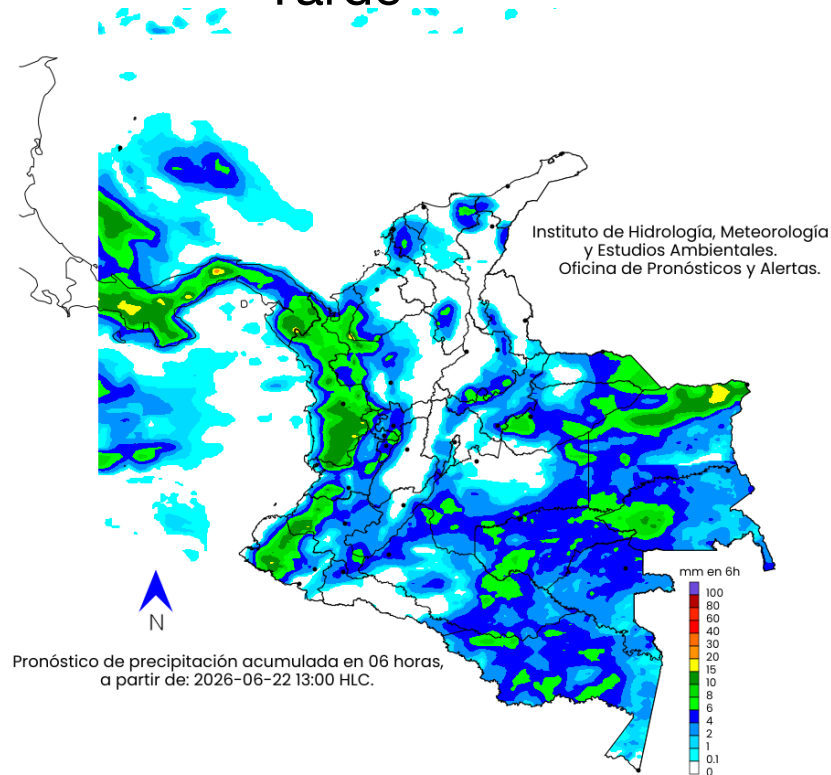 Tarde
Instituto de Hidrología, Meteorología
y Estudios Ambientales.
Oficina de Pronósticos y Alertas.
mm en 6h
100
80
60
40
30
20
15
10
8
6
4
2
1
0.1
0
N
Pronóstico de precipitación acumulada en 06 horas,
a partir de: 2026-06-22 13:00 HLC.